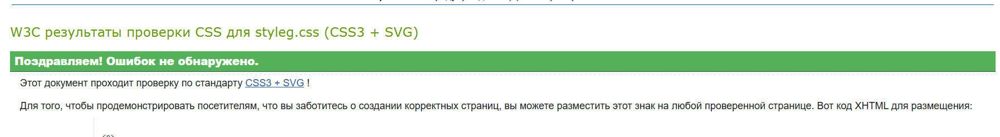 W3C результаты проверки CSS для styleg.css (CSS3 + SVG)
Поздравляем! Ошибок не обнаружено.
Этот документ проходит проверку по стандарту CSS3 + SVG !
Для того, чтобы продемонстрировать посетителям, что вы заботитесь о создании корректных страниц, вы можете разместить этот знак на любой проверенной странице. Вот код XHTML для размещения: